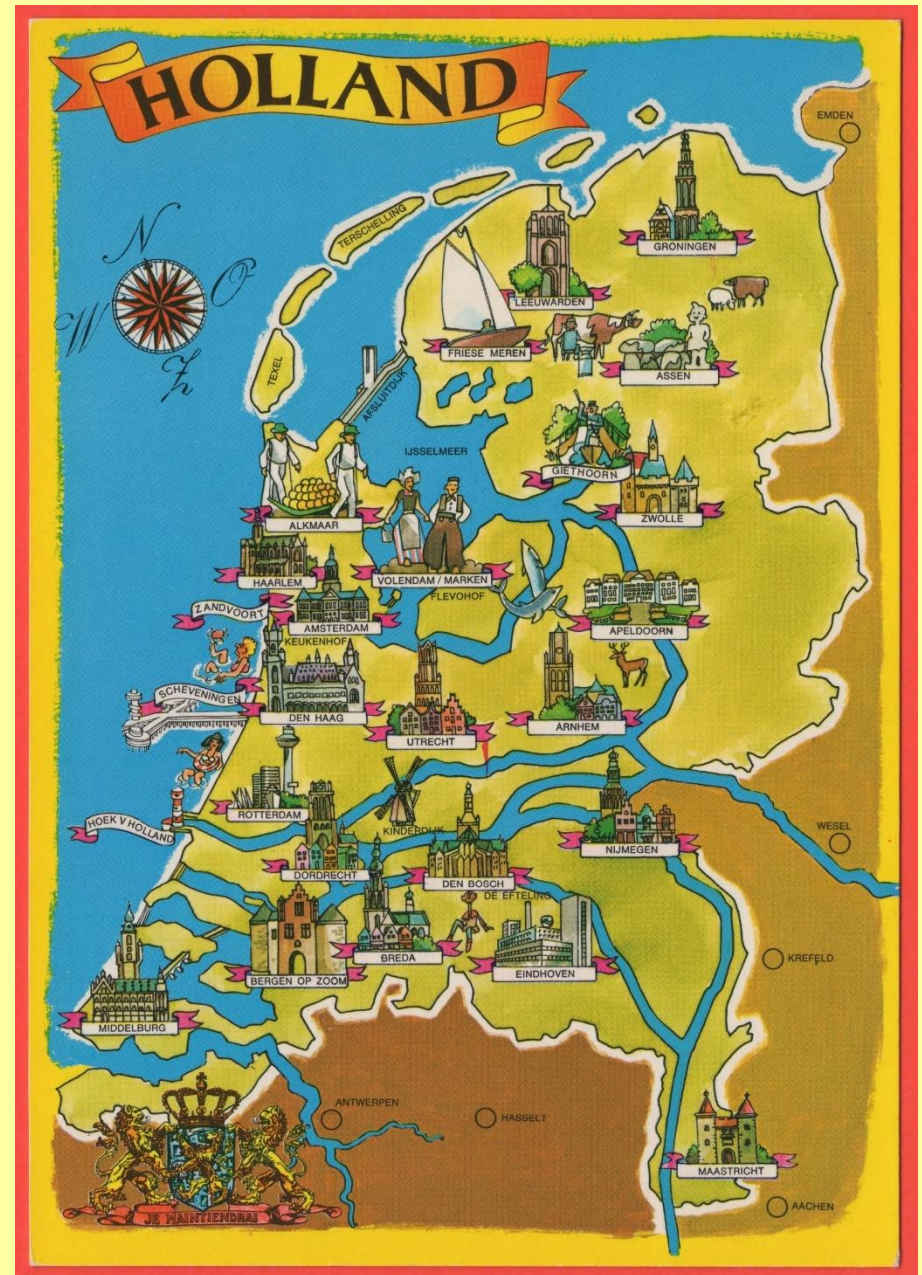 HOLLAND
EMDEN
GRONINGEN
TERSCHELLING
N
W
O
Z
LEEUWARDEN
FRIESE MEREN
ASSEN
TEXEL
AFSLUITDIJK
IJSSELMEER
GIETHOORN
ZWOLLE
ALKMAAR
HAARLEM
VOLENDAM / MARKEN
FLEVOHOF
ZANDVOORT
AMSTERDAM
KEUKENHOF
APELDOORN
SCHEVENINGEN
DEN HAAG
UTRECHT
ARNHEM
ROTTERDAM
HOEK V HOLLAND
KINDERDIJK
NIJMEGEN
WESEL
DORDRECHT
DEN BOSCH
DE EFTELING
BREDA
BERGEN OP ZOOM
EINDHOVEN
KREFELD
MIDDELBURG
ANTWERPEN
HASSELT
MAASTRICHT
AACHEN
JE MAINTIENDRAI